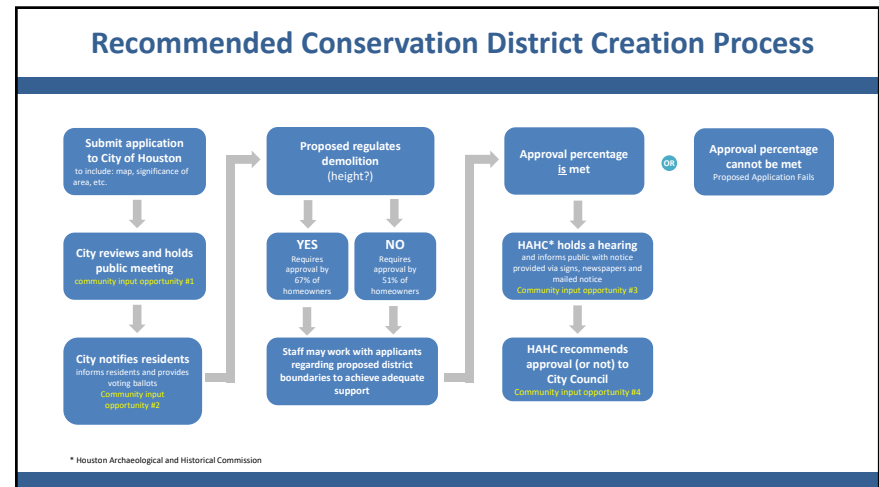 Recommended Conservation District Creation Process
Submit application
to City of Houston
to include: map, significance of
area, etc.
City reviews and holds
public meeting
community input opportunity #1
City notifies residents
informs residents and provides
voting ballots
Community input
opportunity #2
Proposed regulates
demolition
(height?)
YES
Requires
approval by
67% of
homeowners
NO
Requires
approval by
51% of
homeowners
Staff may work with applicants
regarding proposed district
boundaries to achieve adequate
support
Approval percentage
is met
OR
Approval percentage
cannot be met
Proposed Application Fails
HAHC* holds a hearing
and informs public with notice
provided via signs, newspapers and
mailed notice
Community input opportunity #3
HAHC recommends
approval (or not) to
City Council
Community input opportunity #4
* Houston Archaeological and Historical Commission